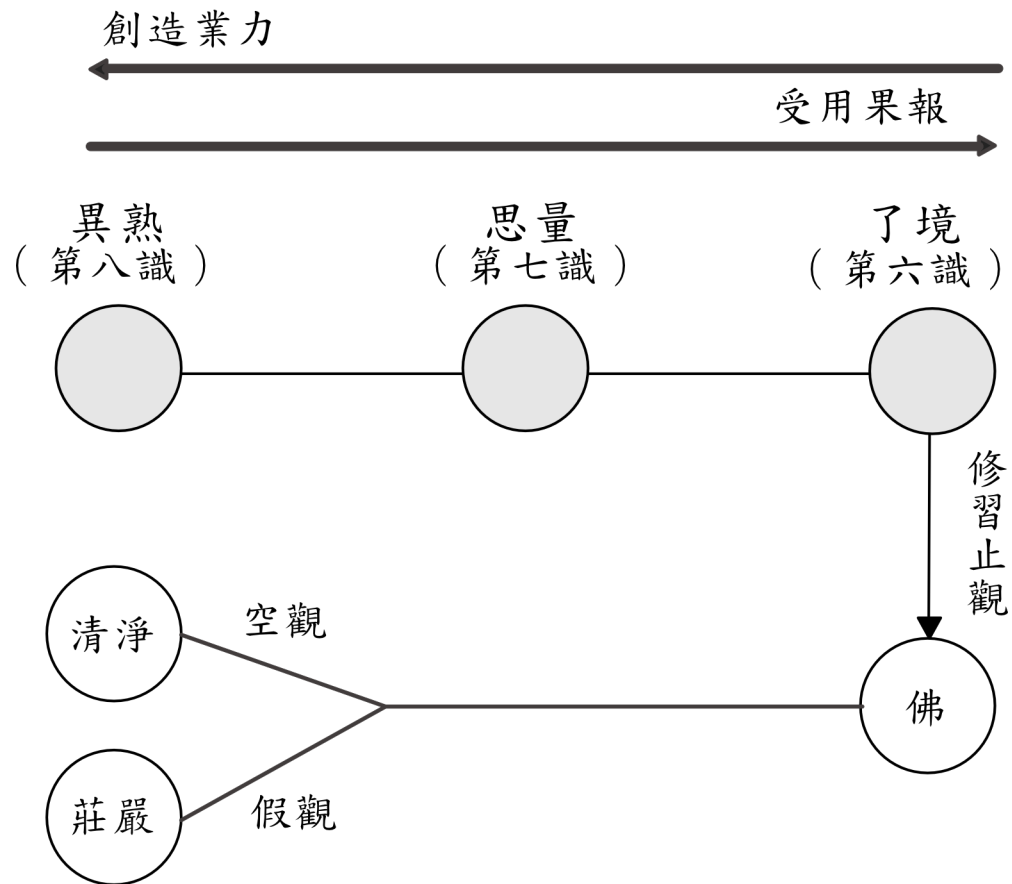 創造業力
受用果報
異熟
（第八識）
思量
（第七識）
了境
（第六識）
修習止觀
清淨
空觀
佛
莊嚴
假觀